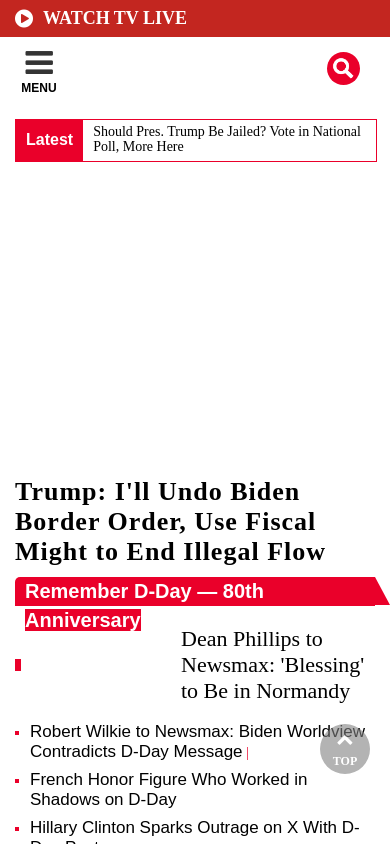 WATCH TV LIVE
MENU
Latest
Should Pres. Trump Be Jailed? Vote in National
Poll, More Here
Trump: I'll Undo Biden
Border Order, Use Fiscal
Might to End Illegal Flow
Remember D-Day — 80th
Anniversary
Dean Phillips to
Newsmax: 'Blessing'
to Be in Normandy
Robert Wilkie to Newsmax: Biden Worldview
Contradicts D-Day Message |
TOP
French Honor Figure Who Worked in
Shadows on D-Day
Hillary Clinton Sparks Outrage on X With D-